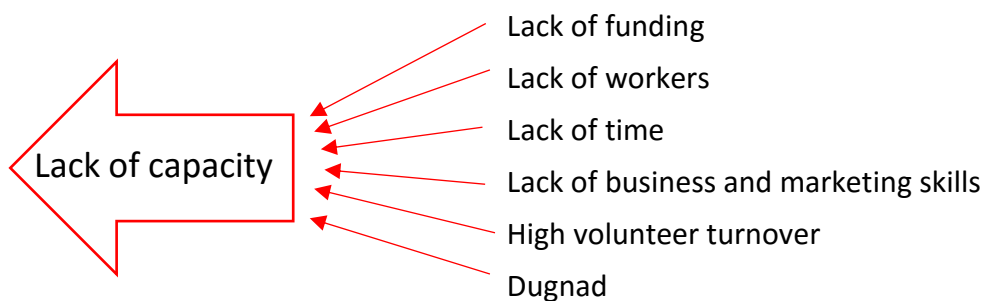 Lack of funding
Lack of workers
Lack of time
Lack of capacity
Lack of business and marketing skills
High volunteer turnover
Dugnad